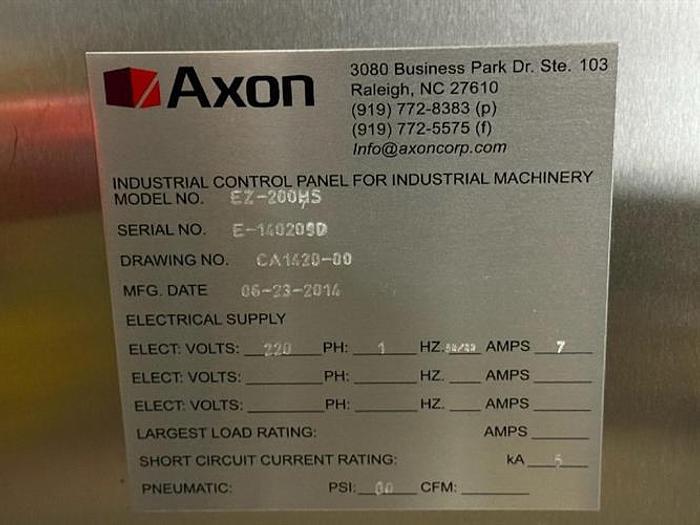 Axon
3080 Business Park Dr. Ste. 103
Raleigh, NC 27610
(919) 772-8383 (p)
(919) 772-5575 (f)
Info@axoncorp.com
INDUSTRIAL CONTROL PANEL FOR INDUSTRIAL MACHINERY
MODEL NO. EZ-200HS
SERIAL NO. E-140209D
DRAWING NO. CA1420-00
MFG. DATE 06-23-2014
ELECTRICAL SUPPLY
ELECT: VOLTS: 220 PH: 1 HZ. AMPS 7
ELECT: VOLTS: PH: HZ. AMPS
ELECT: VOLTS: PH: HZ. AMPS
LARGEST LOAD RATING: AMPS
SHORT CIRCUIT CURRENT RATING: kA 5
PNEUMATIC: PSI: CFM: